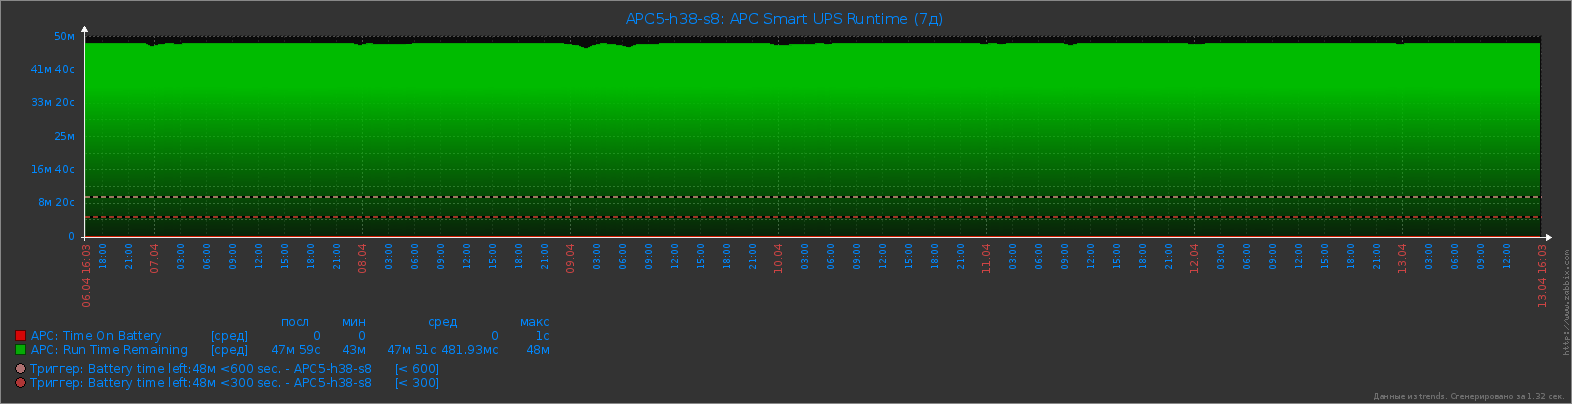 APC5-h38-s8: APC Smart UPS Runtime (7д)
50м
41м 40с
33м 20с
25м
16м 40с
8м 20с
0
06.04 16:03 18:00 21:00 07.04 03:00 06:00 09:00 12:00 15:00 18:00 21:00 08.04 03:00 06:00 09:00 12:00 15:00 18:00 21:00 09.04 03:00 06:00 09:00 12:00 15:00 18:00 21:00 10.04 03:00 06:00 09:00 12:00 15:00 18:00 21:00 11.04 03:00 06:00 09:00 12:00 15:00 18:00 21:00 12.04 03:00 06:00 09:00 12:00 15:00 18:00 21:00 13.04 03:00 06:00 09:00 12:00 13.04 16:03
посл мин сред макс
APC: Time On Battery [сред] 0 0 0 1с
APC: Run Time Remaining [сред] 47м 59с 43м 47м 51с 481.93мс 48м
Триггер: Battery time left:48м <600 sec. - APC5-h38-s8 [< 600]
Триггер: Battery time left:48м <300 sec. - APC5-h38-s8 [< 300]
http://www.zabbix.com
Данные из trends. Сгенерировано за 1.32 сек.